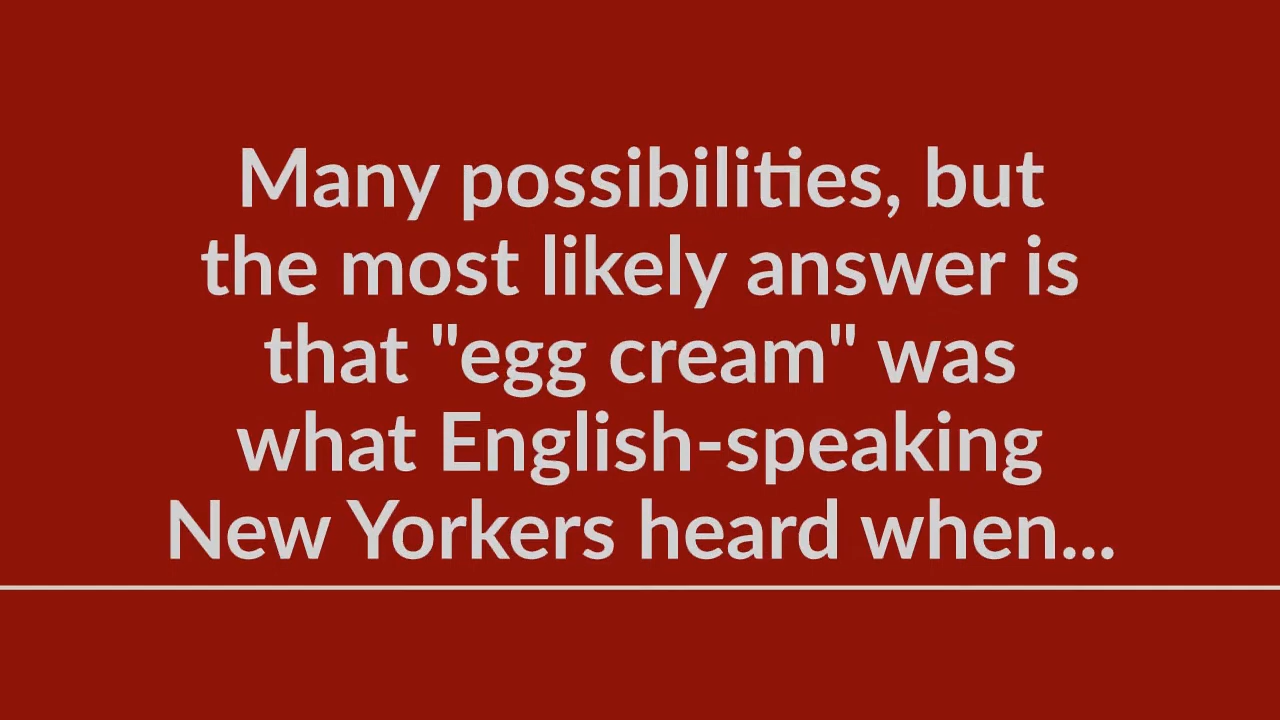 Many possibilities, but
the most likely answer is
that "egg cream" was
what English-speaking
New Yorkers heard when...